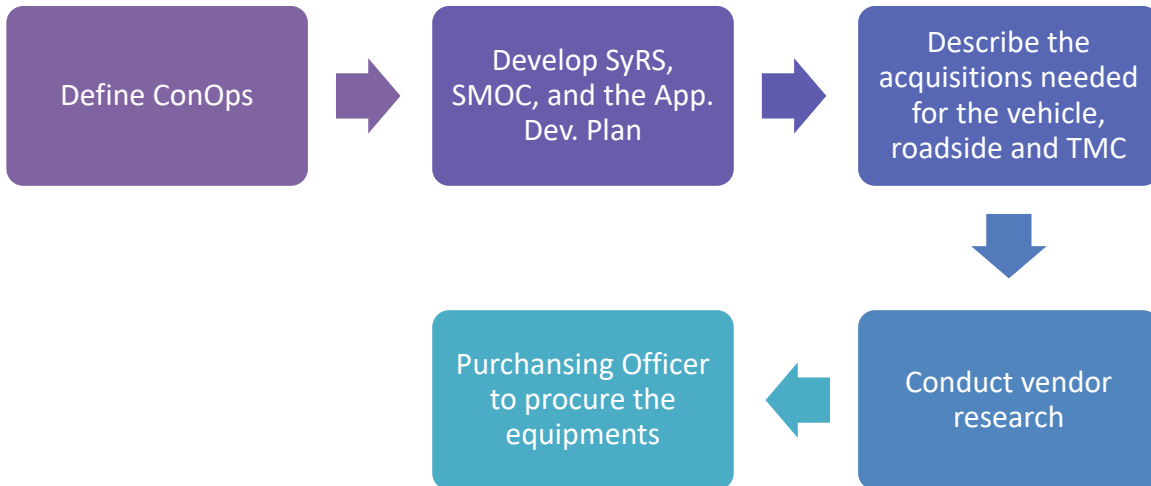 Define ConOps
Develop SyRS,
SMOC, and the App.
Dev. Plan
Describe the
acquisitions needed
for the vehicle,
roadside and TMC
Conduct vendor
research
Purchansing Officer
to procure the
equipments